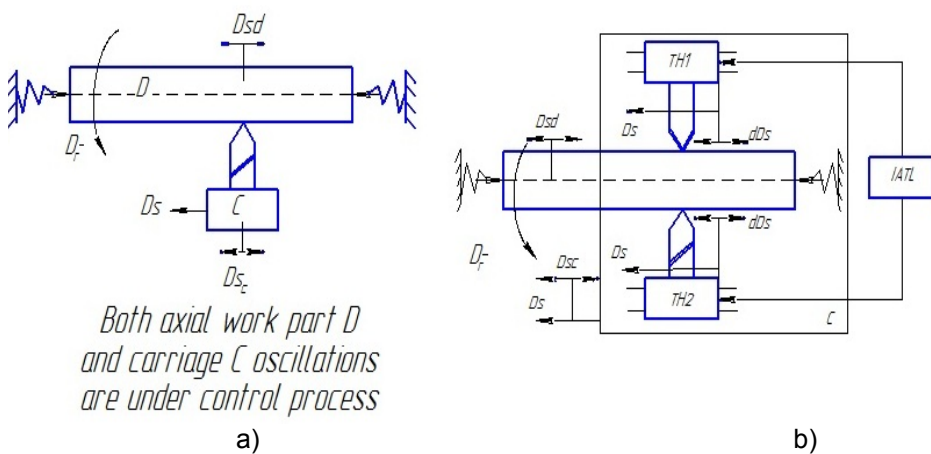 Dsd
D
Dr
Ds
C
Dsc
Both axial work part D
and carriage C oscillations
are under control process
a)
TH1
Ds
dDs
Dsd
IATL
Dr
dDs
Ds
Dsc
Ds
TH2
C
b)